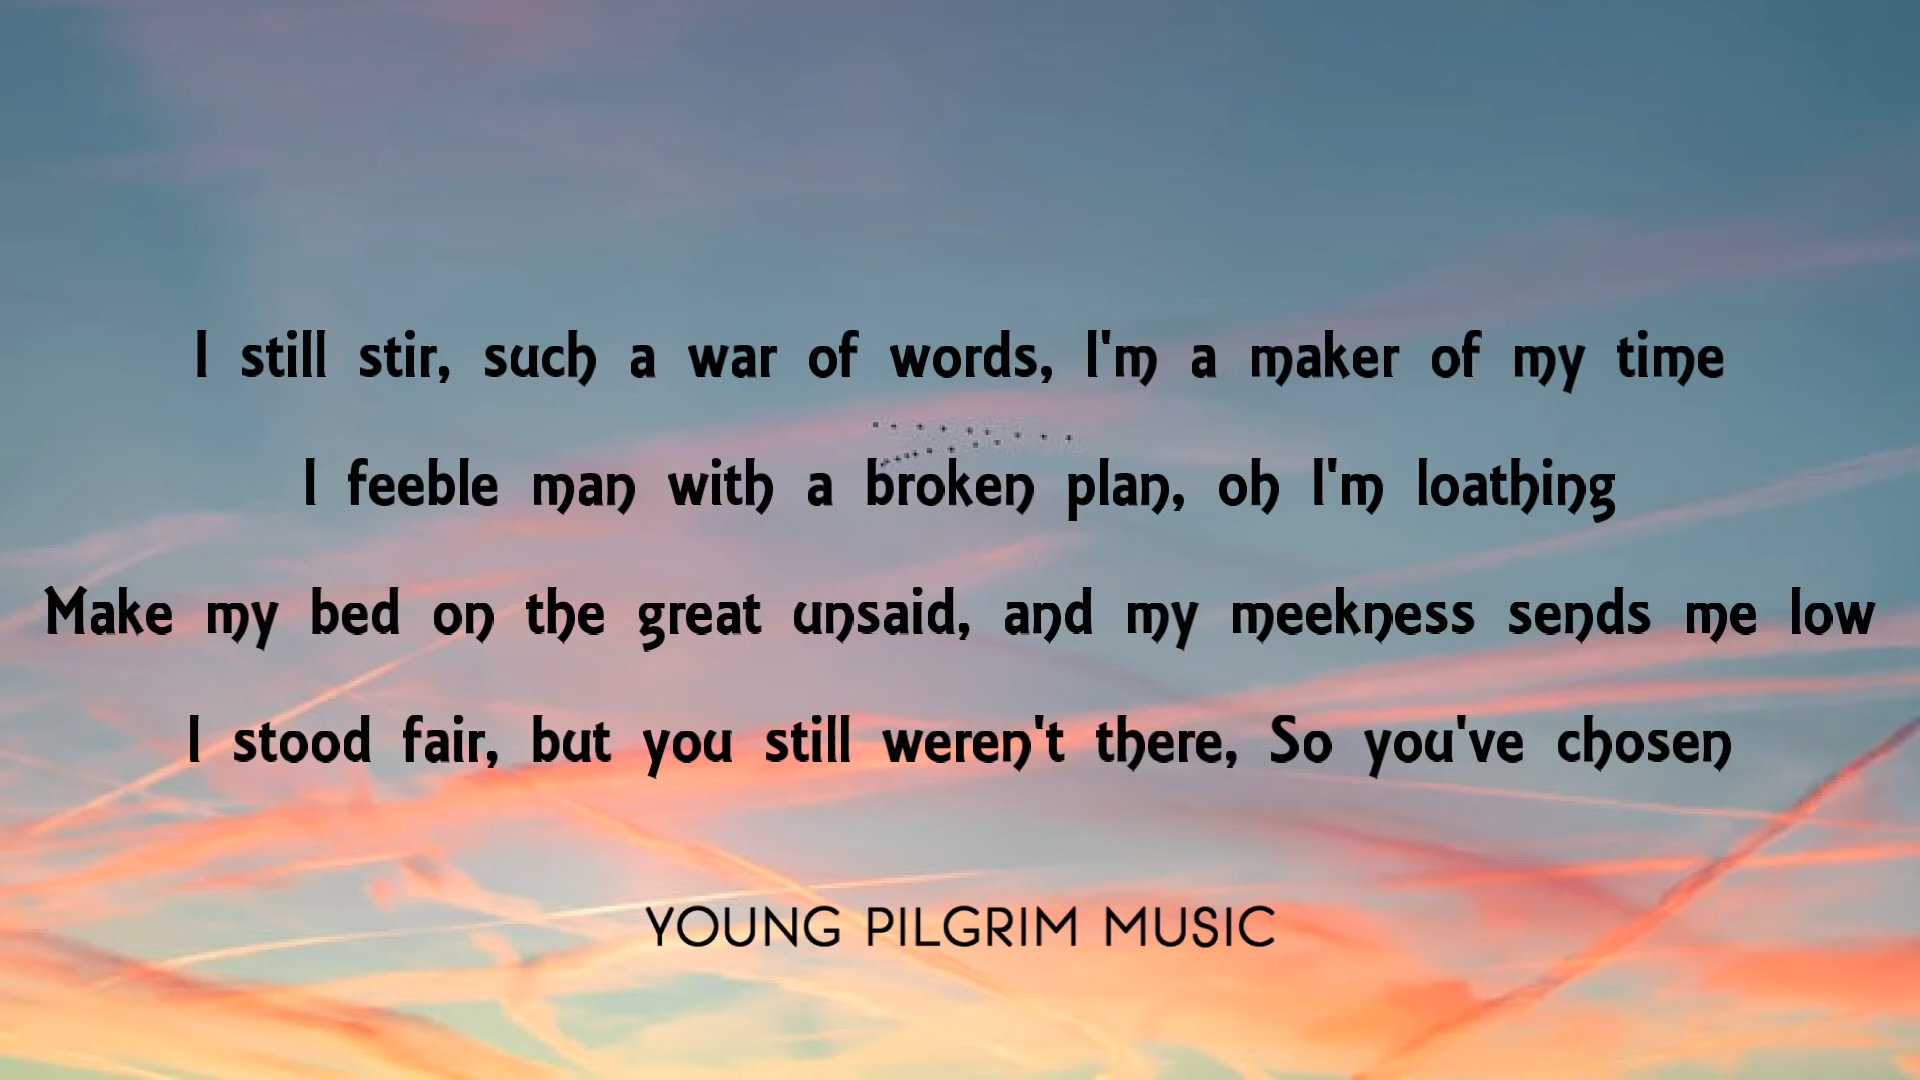 I still stir, such a war of words, I'm a maker of my time
I feeble man with a broken plan, oh I'm loathing
Make my bed on the great unsaid, and my meekness sends me low
I stood fair, but you still weren't there, So you've chosen
YOUNG PILGRIM MUSIC